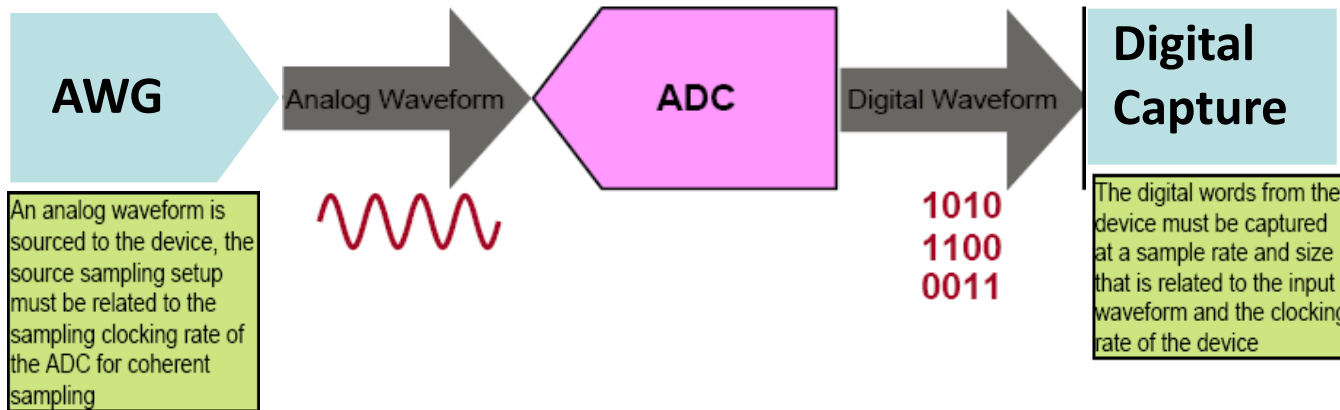 AWG
Analog Waveform
ADC
Digital Waveform
Digital
Capture
An analog waveform is
sourced to the device, the
source sampling setup
must be related to the
sampling clocking rate of
the ADC for coherent
sampling
1010
1100
0011
The digital words from the
device must be captured
at a sample rate and size
that is related to the input
waveform and the clocking
rate of the device